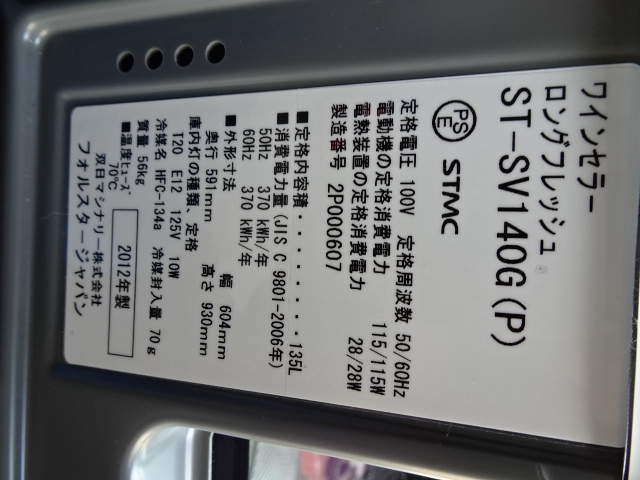 ワインセラー
ロングフレッシュ
ST-SV140G(P)
PS
E
STMC
定格電圧 100V 定格周波数 50/60Hz
電動機の定格消費電力 115/115W
電熱装置の定格消費電力 28/28W
製造番号 2P000607
■定格内容積・・・・・・・・・135L
■消費電力量(JIS C 9801-2006年)
50Hz 370 kWh/年
60Hz 370 kWh/年
■外形寸法 幅 604mm
奥行 591mm 高さ 930mm
庫内灯の種類、定格
T20 E12 125V 10W
冷媒名 HFC-134a 冷媒封入量 70g
質量 56kg
■温度ヒューズ
70℃
2012年製
双日マシナリー株式会社
フォルスタージャパン